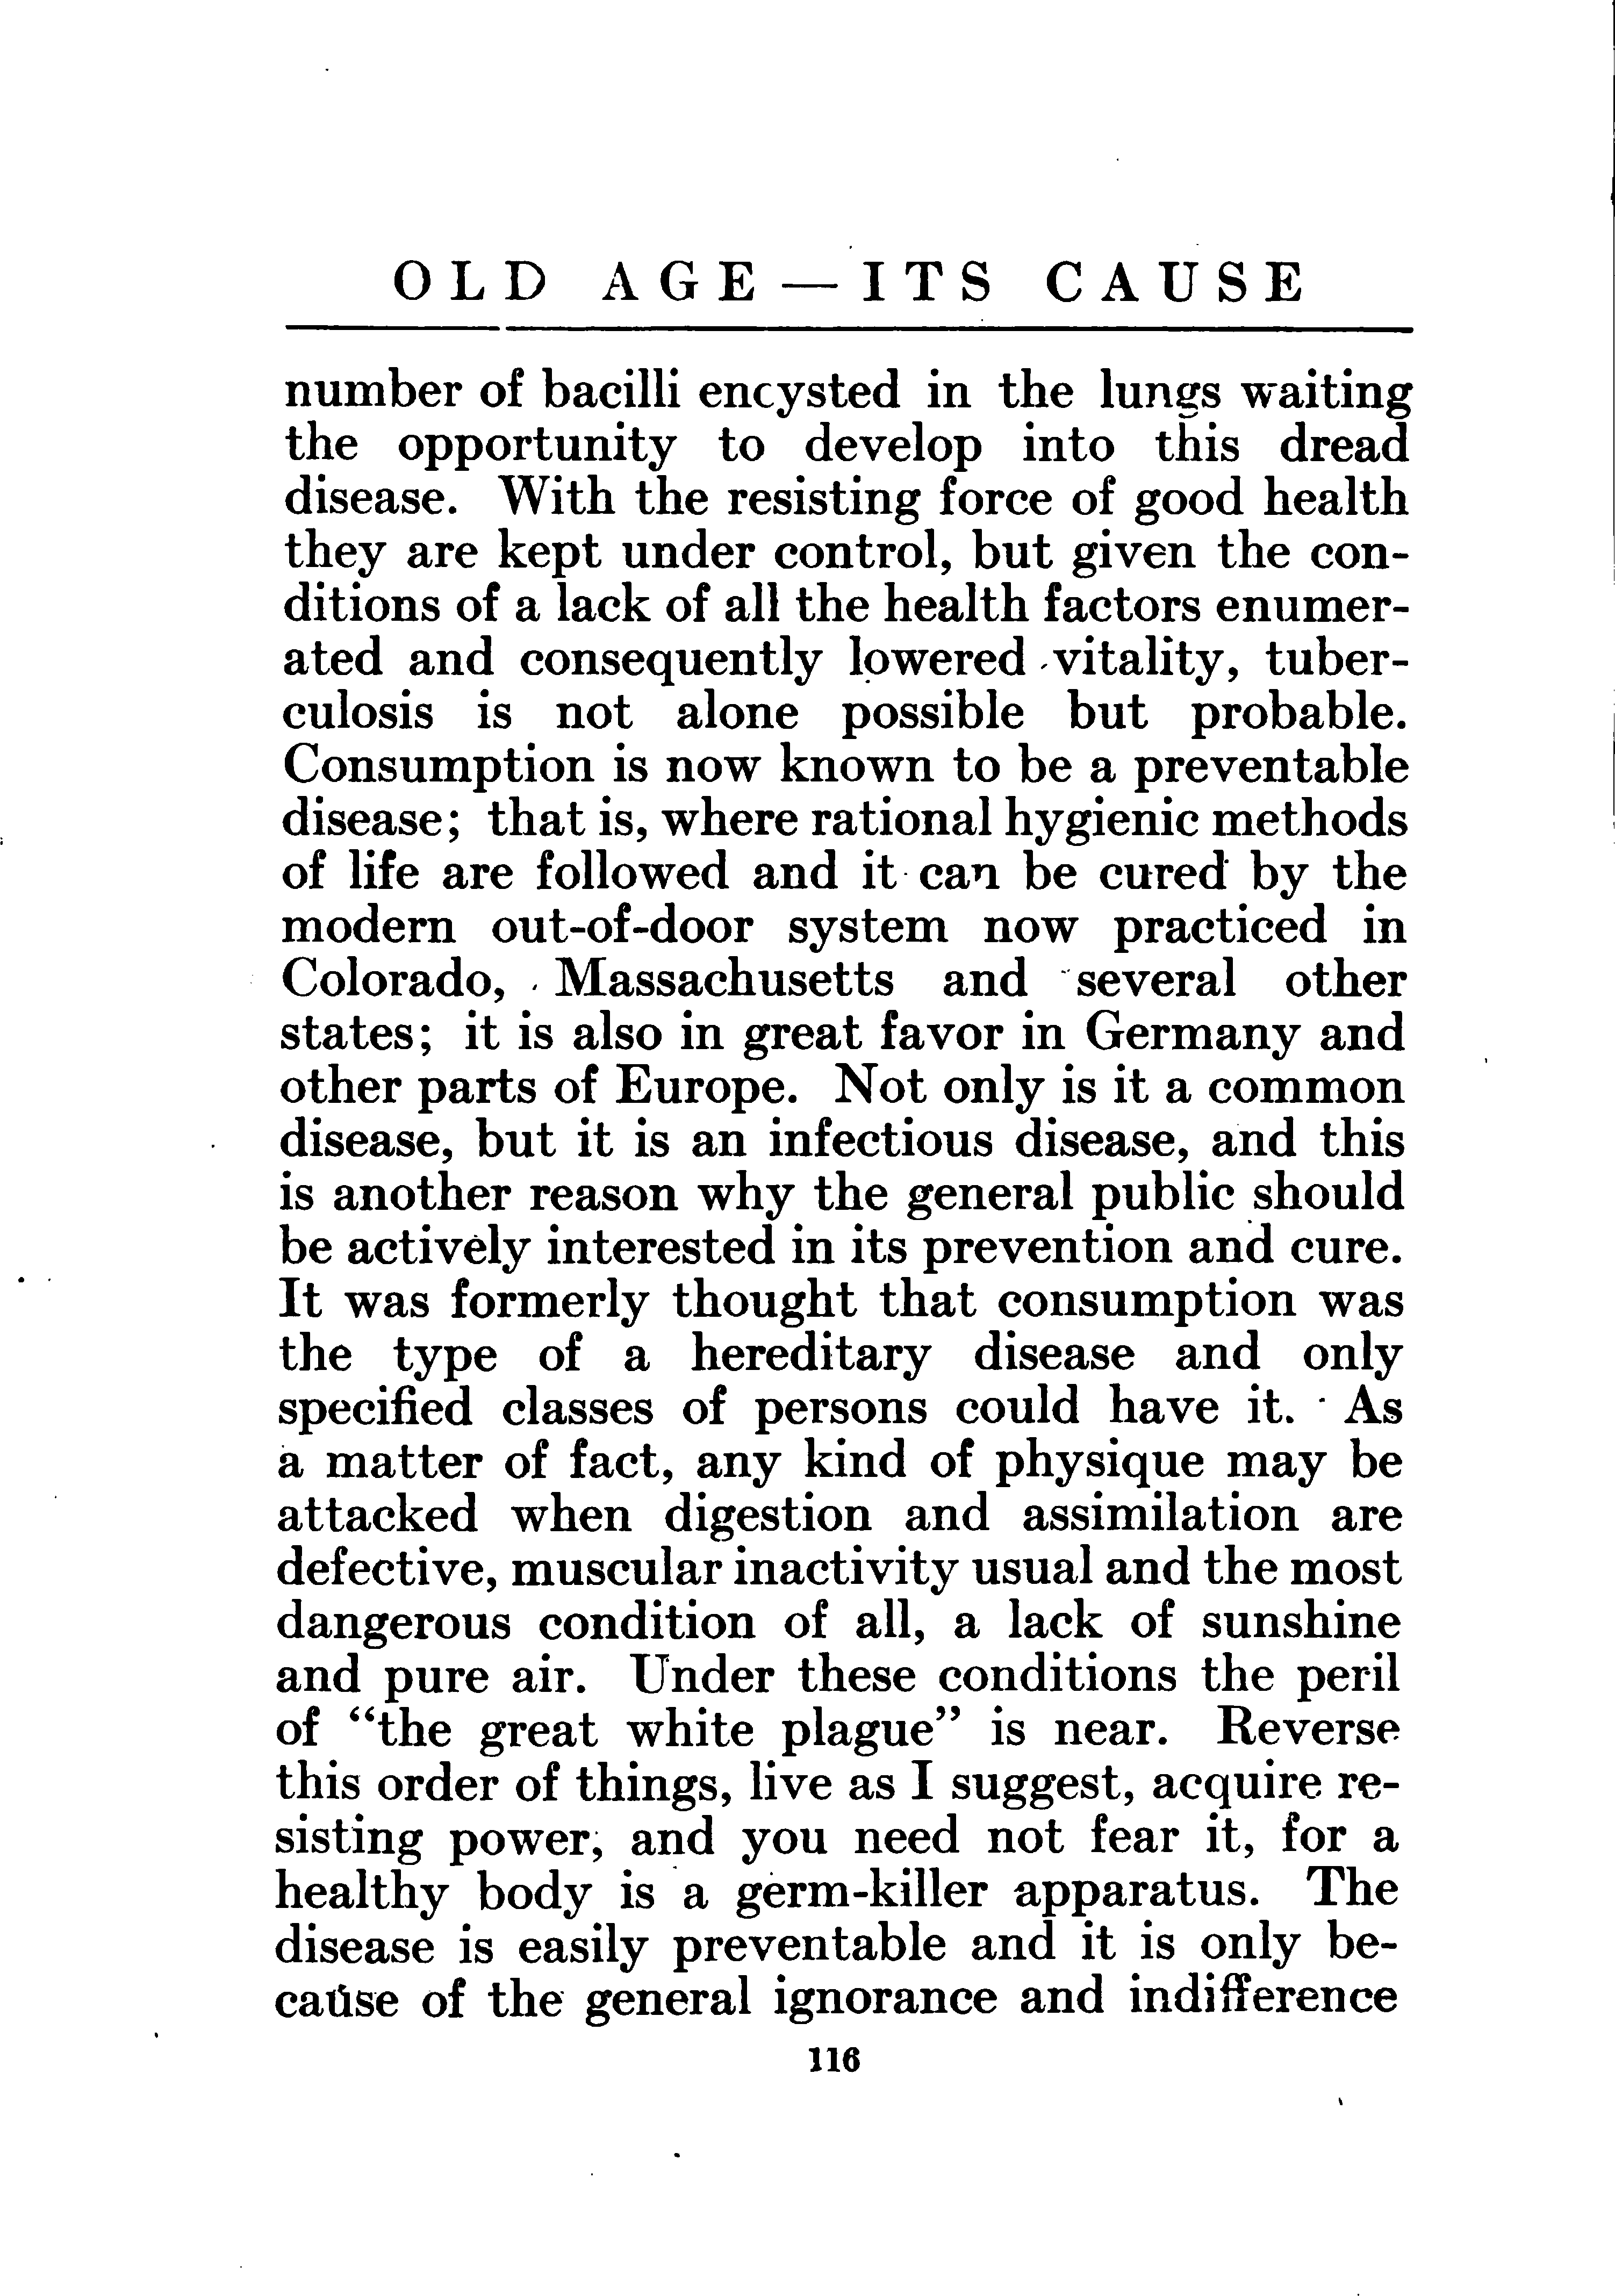 OLD AGE—ITS CAUSE
number of bacilli encysted in the lungs waiting
the opportunity to develop into this dread
disease. With the resisting force of good health
they are kept under control, but given the con-
ditions of a lack of all the health factors enumer-
ated and consequently lowered vitality, tuber-
culosis is not alone possible but probable.
Consumption is now known to be a preventable
disease; that is, where rational hygienic methods
of life are followed and it can be cured by the
modern out-of-door system now practiced in
Colorado, Massachusetts and several other
states; it is also in great favor in Germany and
other parts of Europe. Not only is it a common
disease, but it is an infectious disease, and this
is another reason why the general public should
be actively interested in its prevention and cure.
It was formerly thought that consumption was
the type of a hereditary disease and only
specified classes of persons could have it. As
a matter of fact, any kind of physique may be
attacked when digestion and assimilation are
defective, muscular inactivity usual and the most
dangerous condition of all, a lack of sunshine
and pure air. Under these conditions the peril
of “the great white plague” is near. Reverse
this order of things, live as I suggest, acquire re-
sisting power, and you need not fear it, for a
healthy body is a germ-killer apparatus. The
disease is easily preventable and it is only be-
cause of the general ignorance and indifference
116